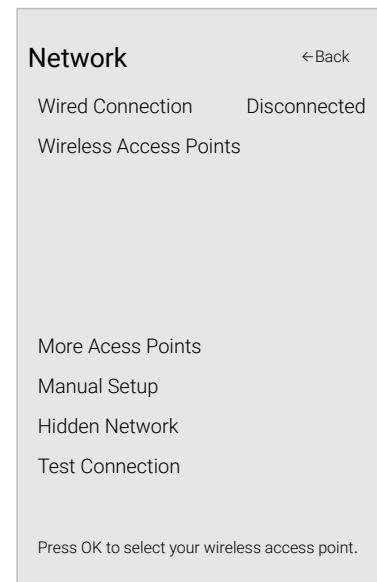 Network ←Back
Wired Connection Disconnected
Wireless Access Points
More Acess Points
Manual Setup
Hidden Network
Test Connection
Press OK to select your wireless access point.